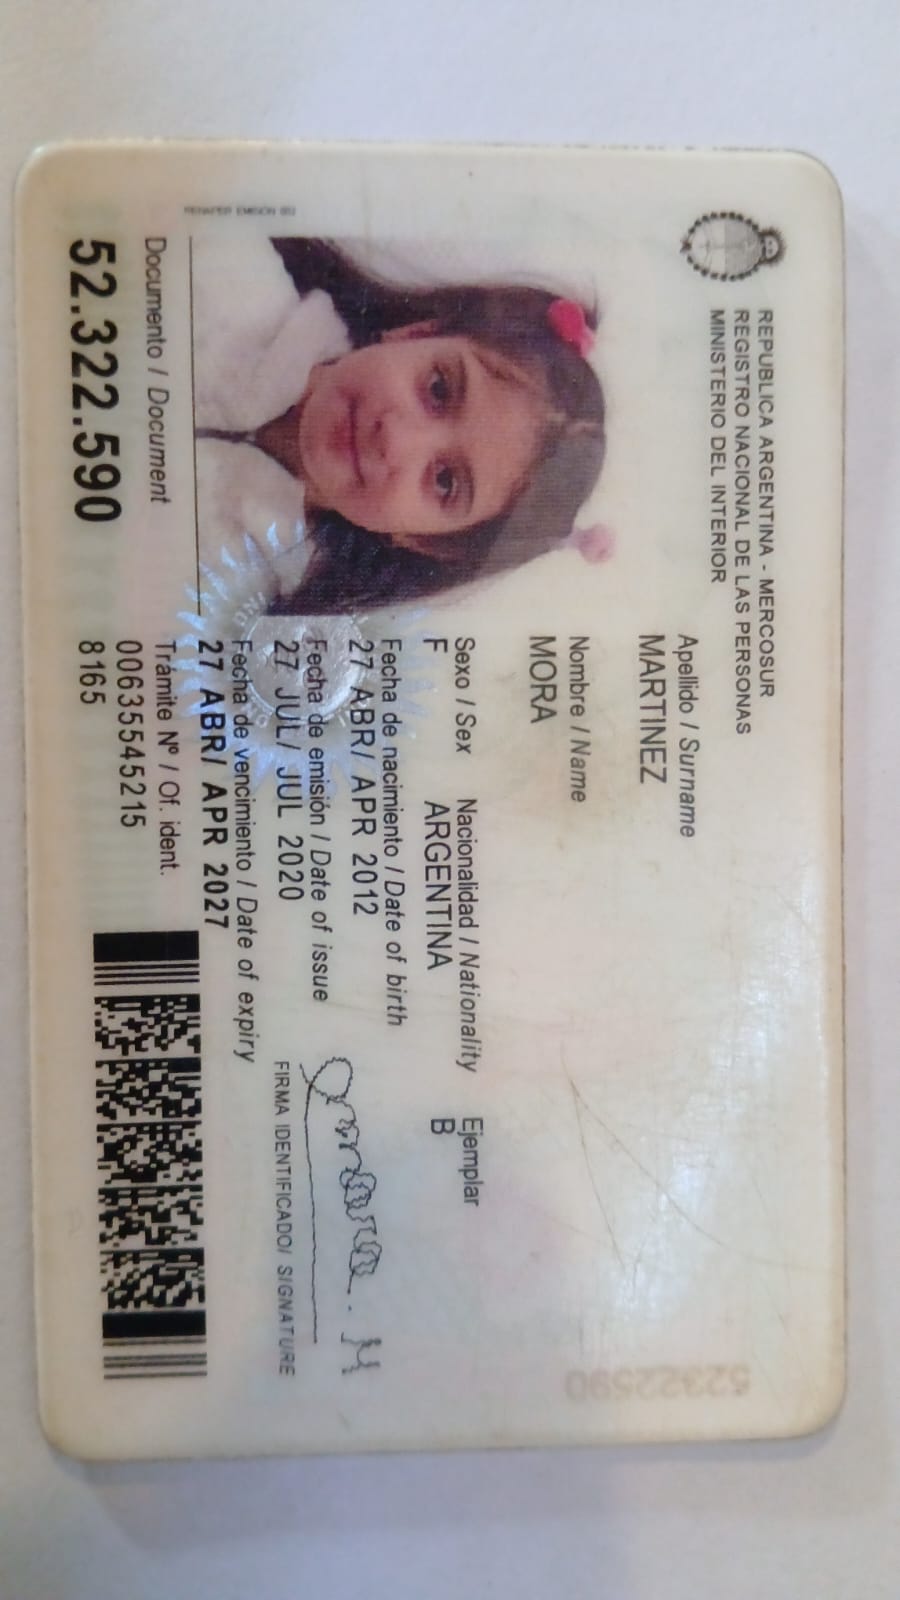 REPUBLICA ARGENTINA - MERCOSUR
REGISTRO NACIONAL DE LAS PERSONAS
MINISTERIO DEL INTERIOR
Apellido / Surname
MARTINEZ
Nombre / Name
MORA
Sexo / Sex Nacionalidad / Nationality Ejemplar
F ARGENTINA B
Fecha de nacimiento / Date of birth
27 ABR/ APR 2012
Fecha de emisión / Date of issue
27 JUL/ JUL 2020
Fecha de vencimiento / Date of expiry
27 ABR/ APR 2027
FIRMA IDENTIFICADO/ SIGNATURE
Documento / Document
52.322.590
Trámite Nº / Of. ident.
00635545215
8165
52322590